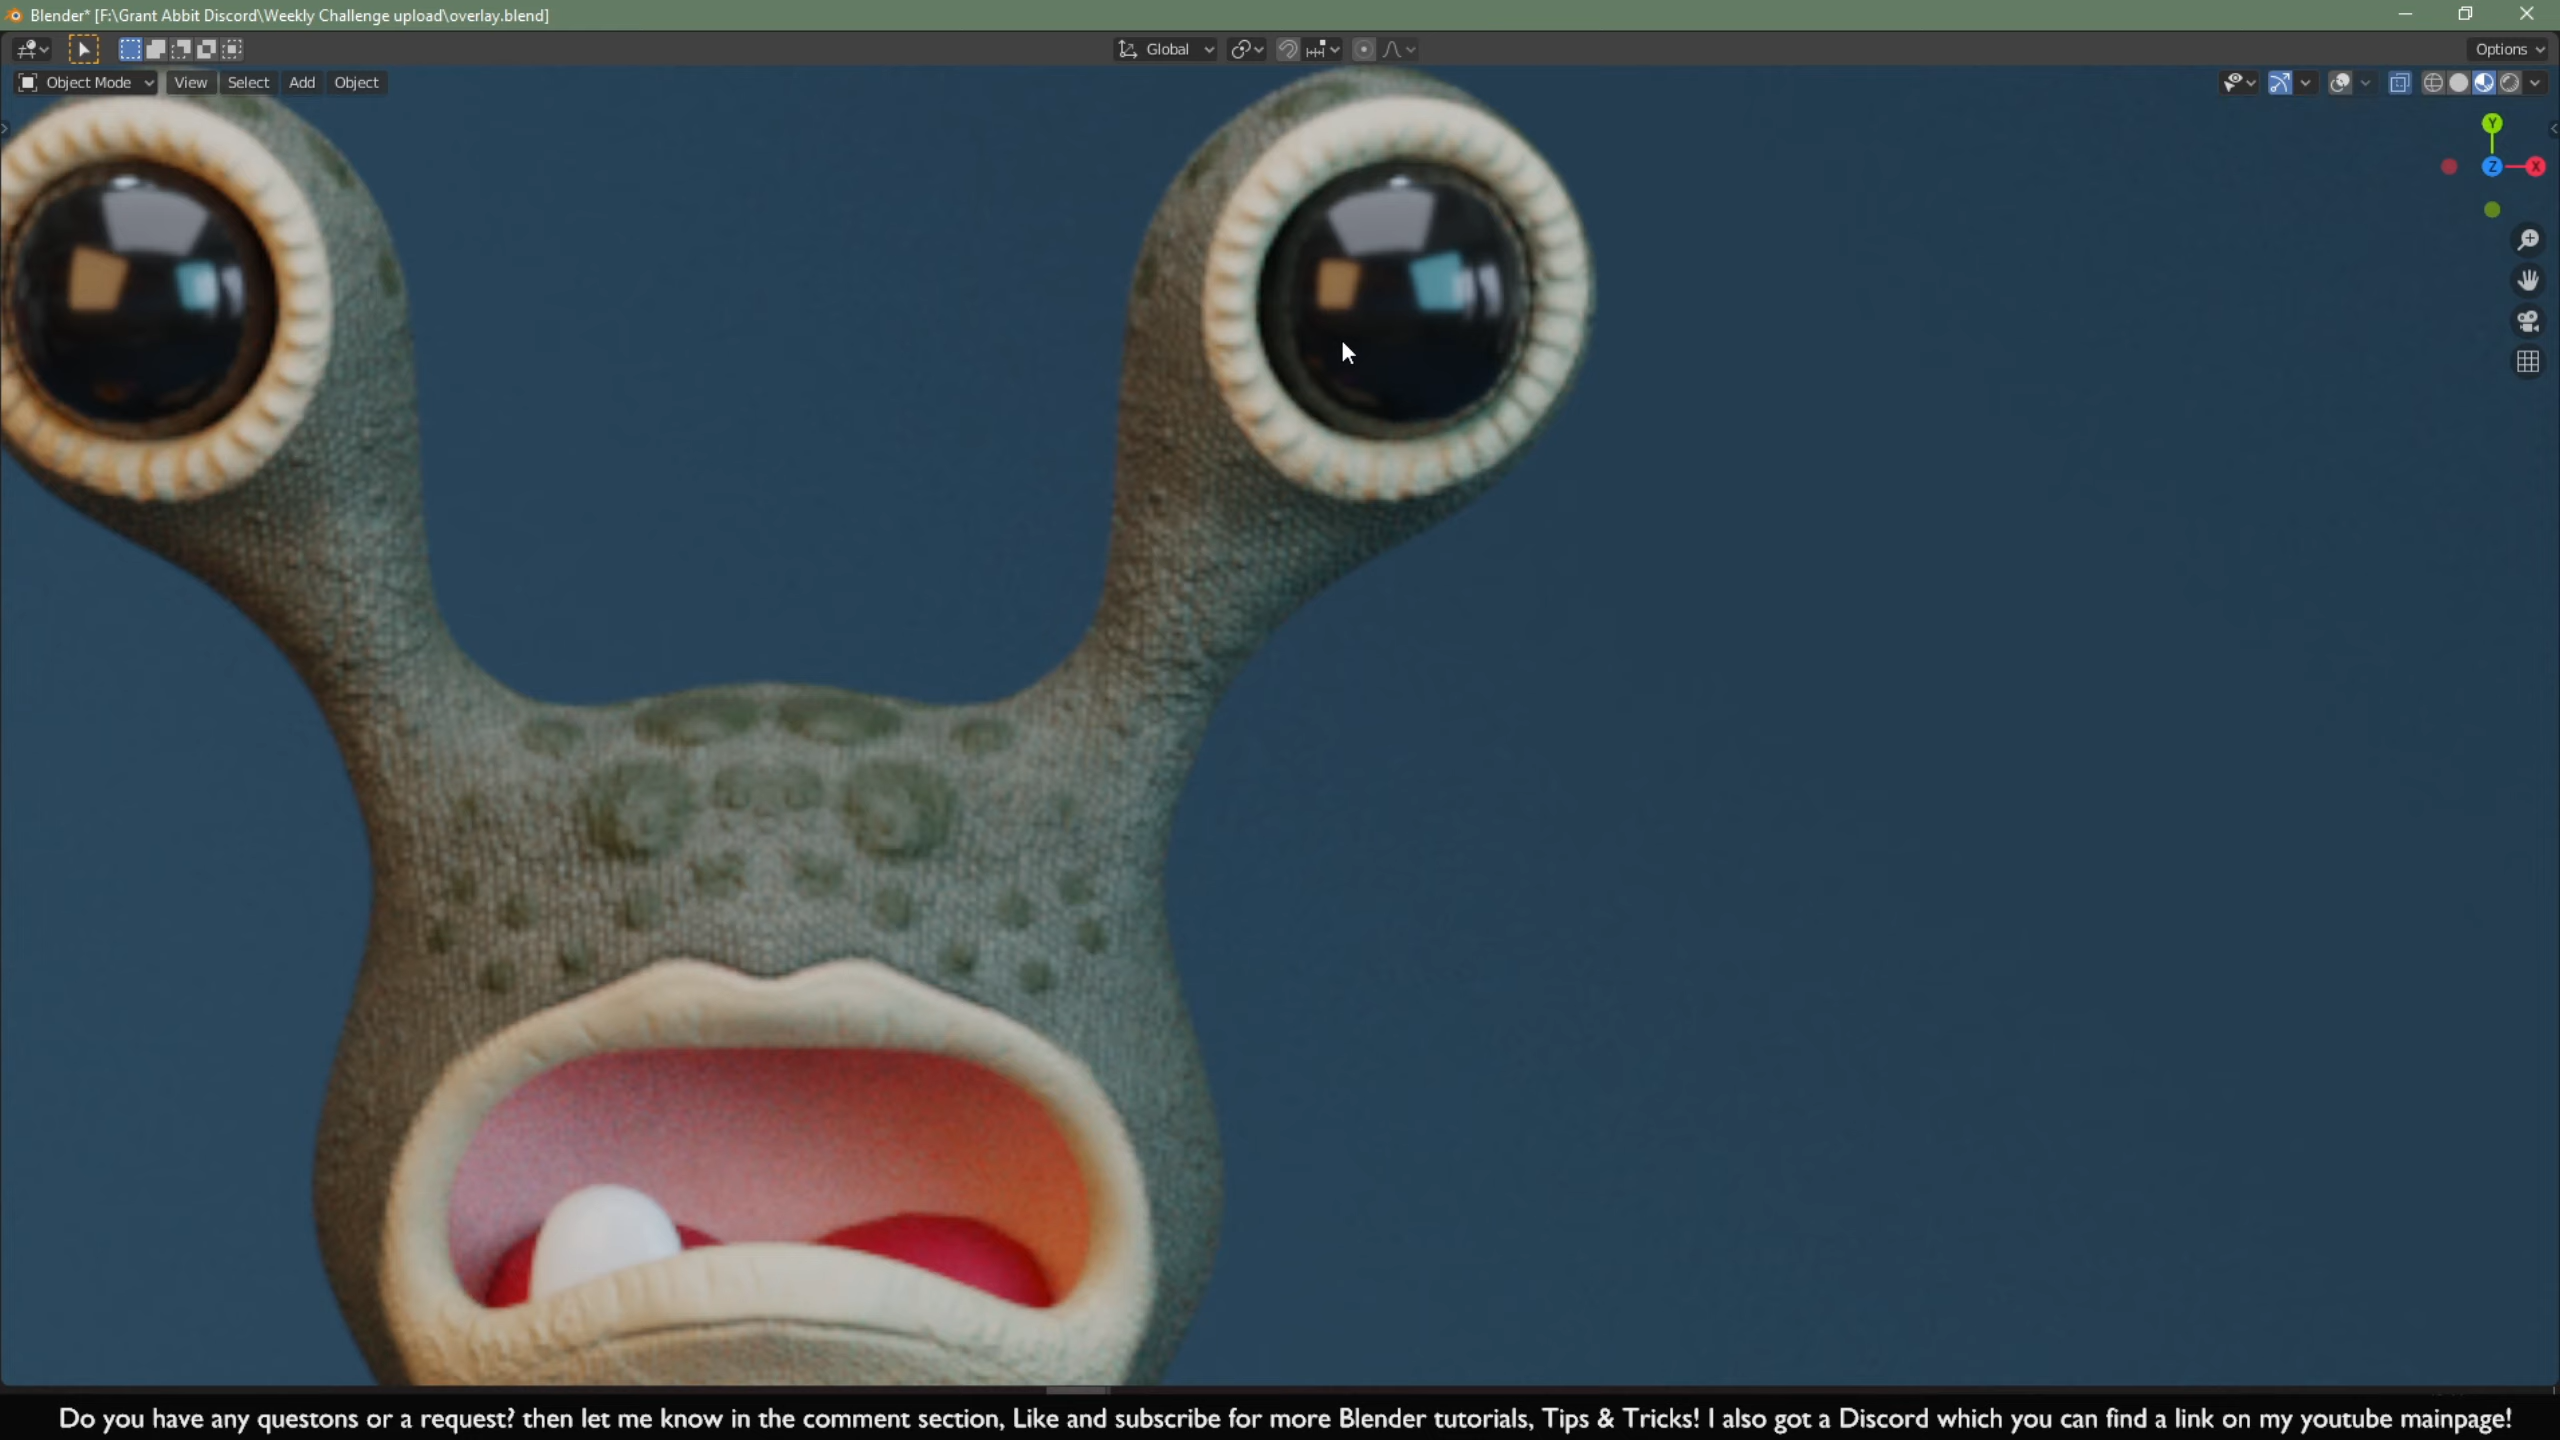 Blender* [F:\Grant Abbit Discord\Weekly Challenge upload\overlay.blend]
Global
Options
Object Mode View Select Add Object
Y
Z X
Do you have any questons or a request? then let me know in the comment section, Like and subscribe for more Blender tutorials, Tips & Tricks! I also got a Discord which you can find a link on my youtube mainpage!